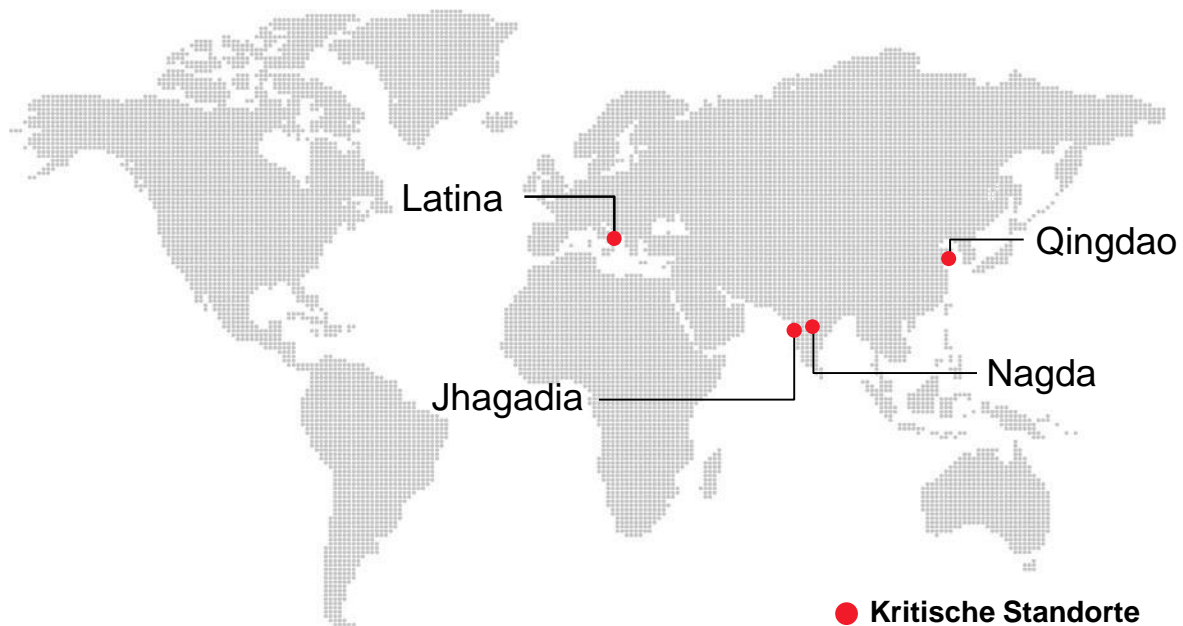 Latina
Qingdao
Nagda
Jhagadia
Kritische Standorte